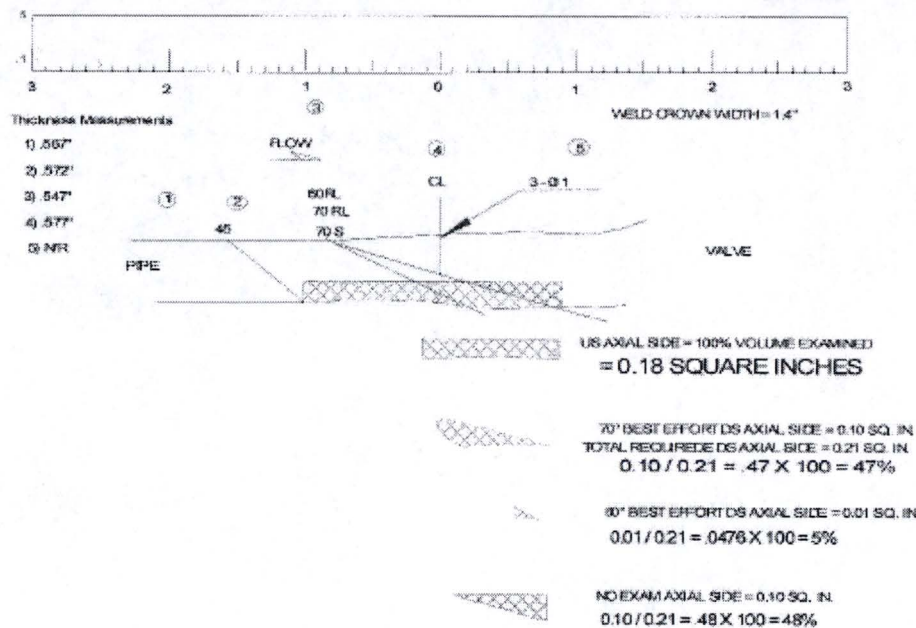 .5
.1
3 2 1 0 1 2 3
③
Thickness Measurements
WELD CROWN WIDTH = 1.4"
1) .567"
FLOW
④
⑤
2) .572"
CL
3 - Ø1
3) .547"
①
②
60 RL
70 RL
4) .577"
45
70 S
5) N/R
VALVE
PIPE
US AXIAL SIDE = 100% VOLUME EXAMINED
= 0.18 SQUARE INCHES
70° BEST EFFORT DS AXIAL SIDE = 0.10 SQ. IN.
TOTAL REQUIREDE DS AXIAL SIDE = 0.21 SQ. IN.
0.10 / 0.21 = .47 X 100 = 47%
60° BEST EFFORT DS AXIAL SIDE = 0.01 SQ. IN.
0.01 / 0.21 = .0476 X 100 = 5%
NO EXAM AXIAL SIDE = 0.10 SQ. IN.
0.10 / 0.21 = .48 X 100 = 48%